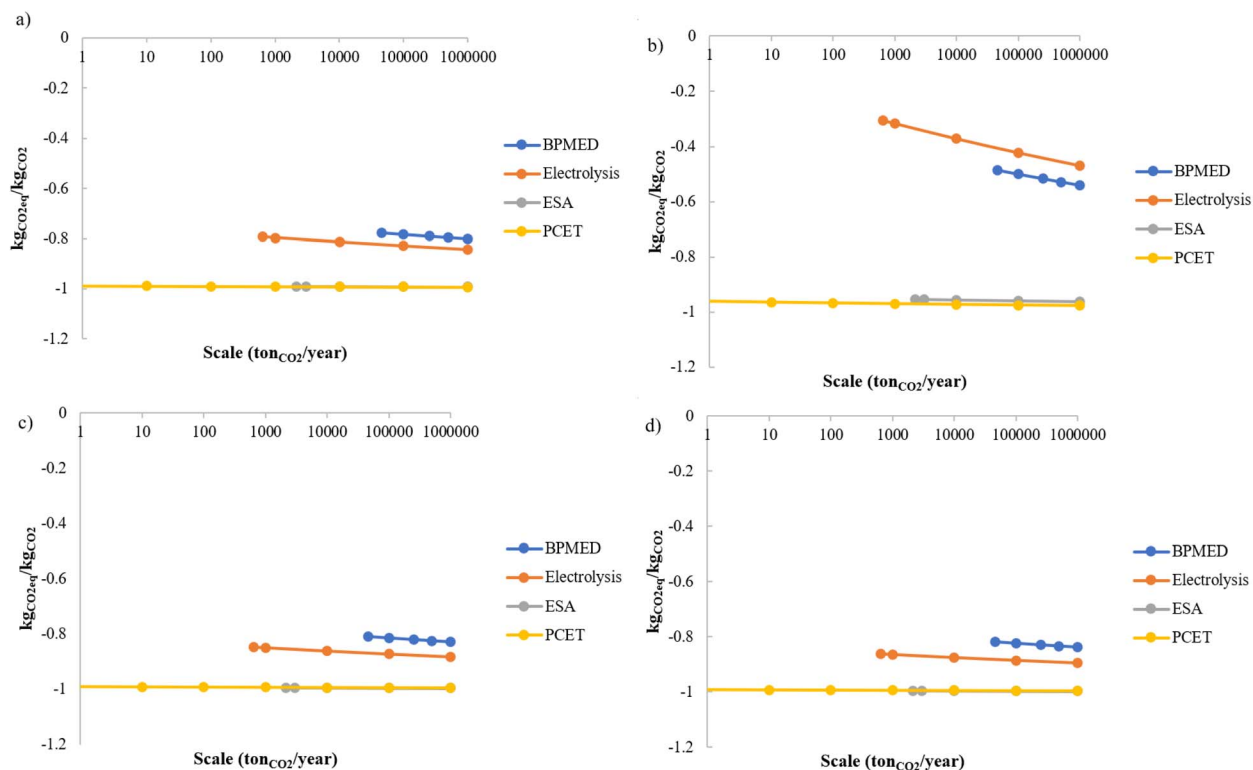 a)
0
1 10 100 1000 10000 100000 1000000
-0.2
-0.4
-0.6
-0.8
-1
-1.2
kgCO2eq/kgCO2
Scale (tonCO2/year)
BPMED
Electrolysis
ESA
PCET
b)
0
1 10 100 1000 10000 100000 1000000
-0.2
-0.4
-0.6
-0.8
-1
-1.2
kgCO2eq/kgCO2
Scale (tonCO2/year)
BPMED
Electrolysis
ESA
PCET
c)
0
1 10 100 1000 10000 100000 1000000
-0.2
-0.4
-0.6
-0.8
-1
-1.2
kgCO2eq/kgCO2
Scale (tonCO2/year)
BPMED
Electrolysis
ESA
PCET
d)
0
1 10 100 1000 10000 100000 1000000
-0.2
-0.4
-0.6
-0.8
-1
-1.2
kgCO2eq/kgCO2
Scale (tonCO2/year)
BPMED
Electrolysis
ESA
PCET